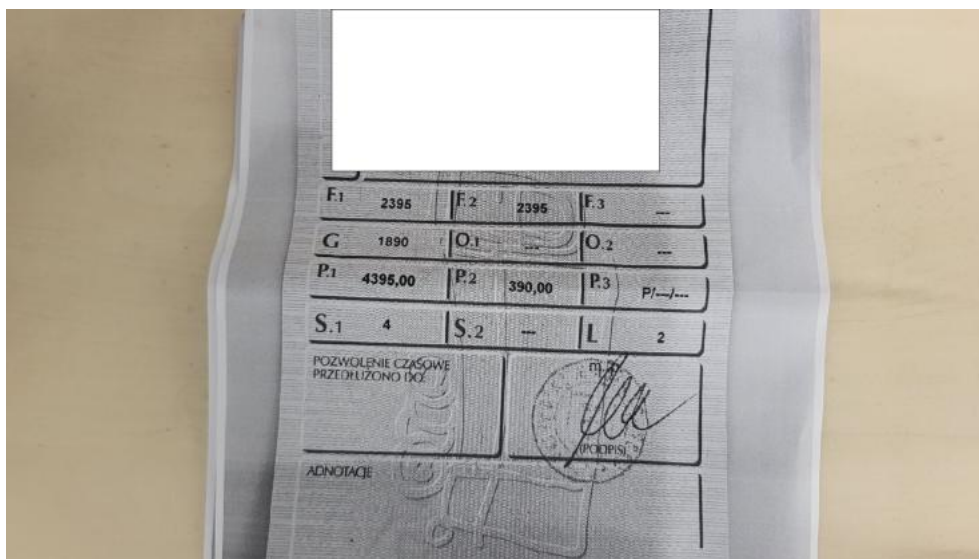 F.1 2395 F.2 2395 F.3 ---
G 1890 O.1 --- O.2 ---
P.1 4395,00 P.2 390,00 P.3 P/---/---
S.1 4 S.2 --- L 2
POZWOLENIE CZASOWE
PRZEDŁUŻONO DO:
m.p.
(PODPIS)
ADNOTACJE